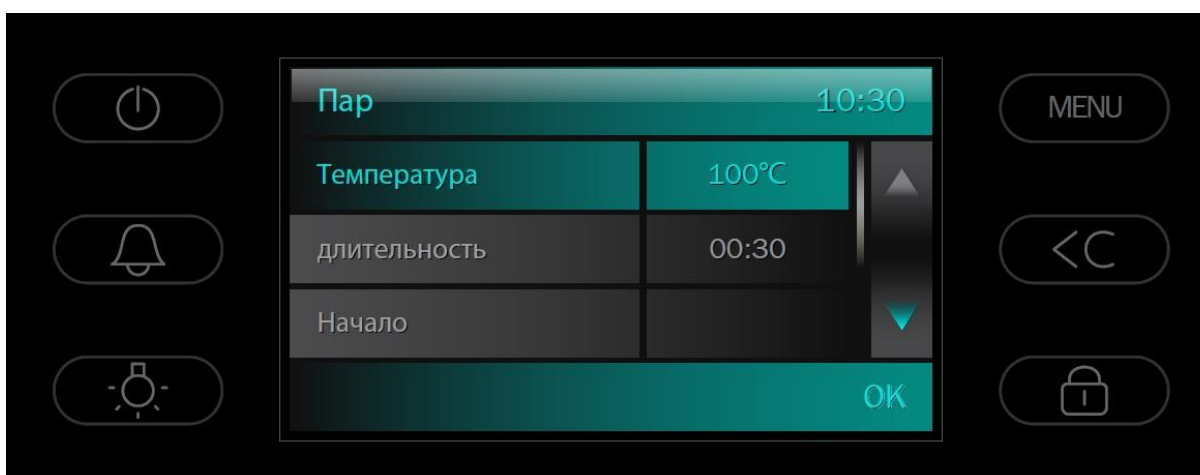 Пар 10:30
MENU
Температура 100℃
длительность 00:30
<C
Начало
OK